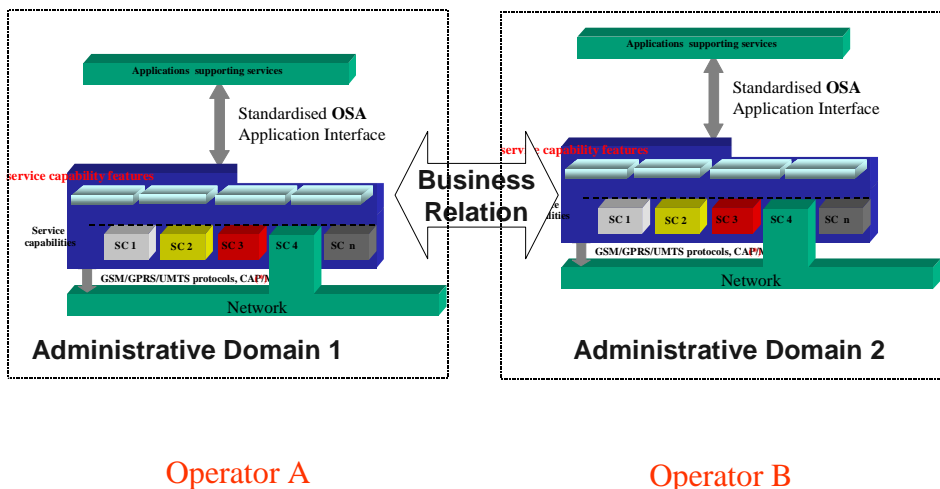 Applications supporting services
Standardised OSA
Application Interface
service capability features
Service
capabilities
SC 1
SC 2
SC 3
SC 4
SC n
GSM/GPRS/UMTS protocols, CAP/M
Network
Administrative Domain 1
Business
Relation
Applications supporting services
Standardised OSA
Application Interface
service capability features
SC 1
SC 2
SC 3
SC 4
SC n
GSM/GPRS/UMTS protocols, CAP/M
Network
Administrative Domain 2
Operator A
Operator B